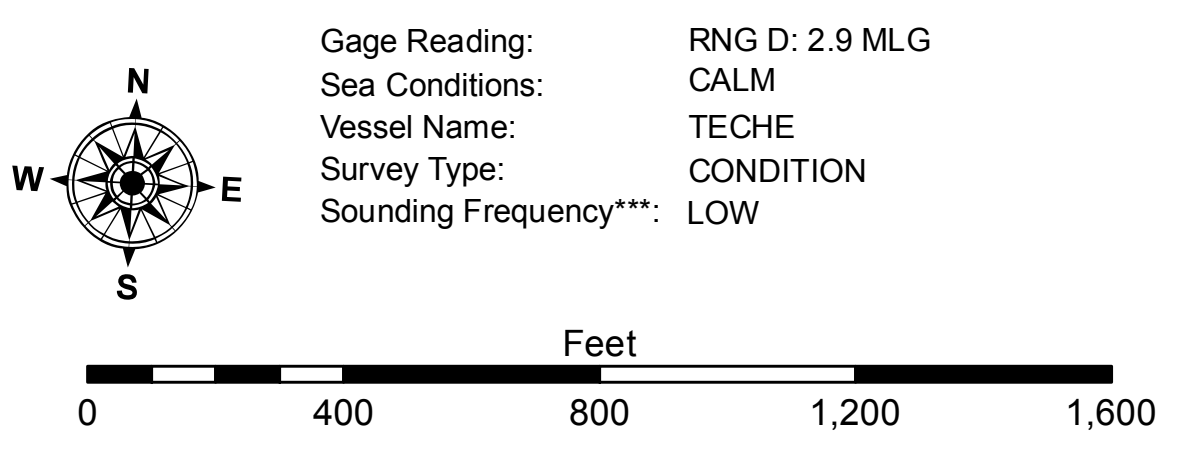 N
W
E
S
Gage Reading: RNG D: 2.9 MLG
Sea Conditions: CALM
Vessel Name: TECHE
Survey Type: CONDITION
Sounding Frequency***: LOW
Feet
0 400 800 1,200 1,600